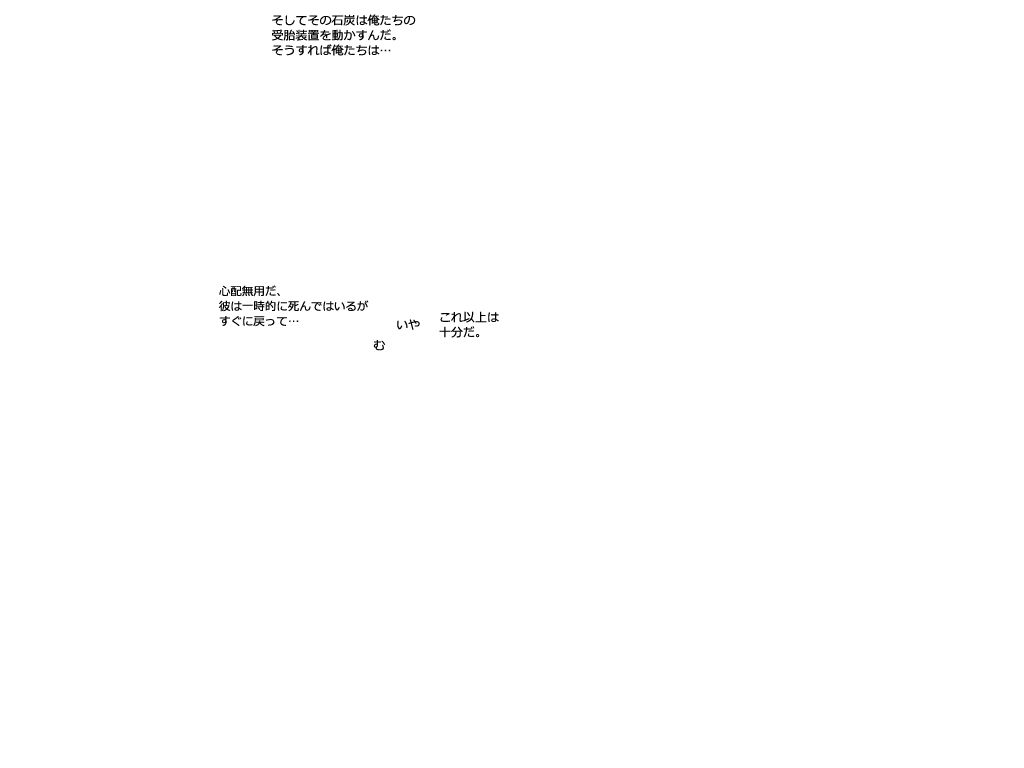 そしてその石炭は俺たちの
受胎装置を動かすんだ。
そうすれば俺たちは…
心配無用だ、
彼は一時的に死んではいるが
すぐに戻って…
む
いや
これ以上は
十分だ。